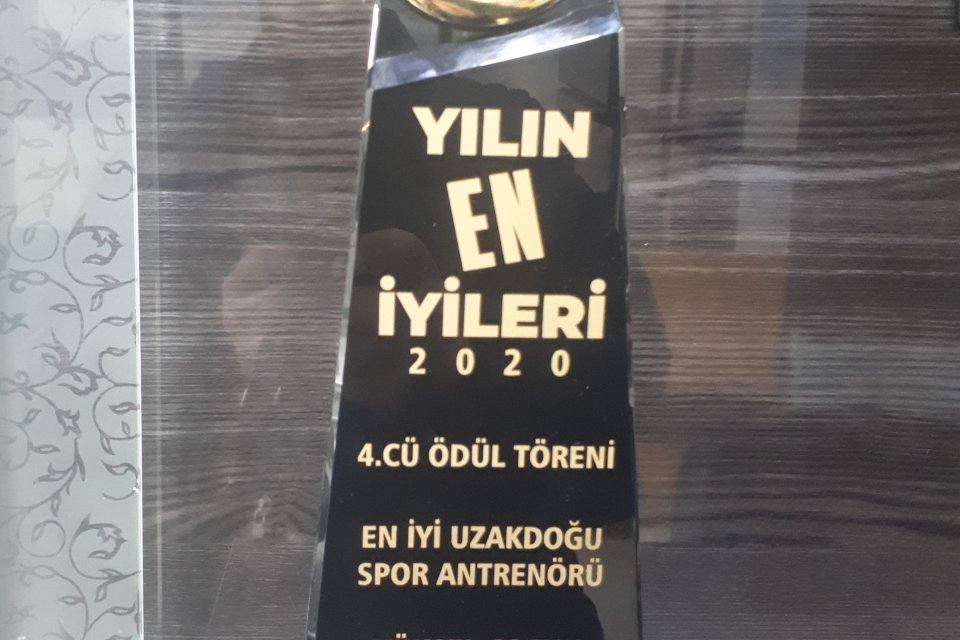 YILIN
EN
İYİLERİ
2020
4.CÜ ÖDÜL TÖRENİ
EN İYİ UZAKDOĞU
SPOR ANTRENÖRÜ